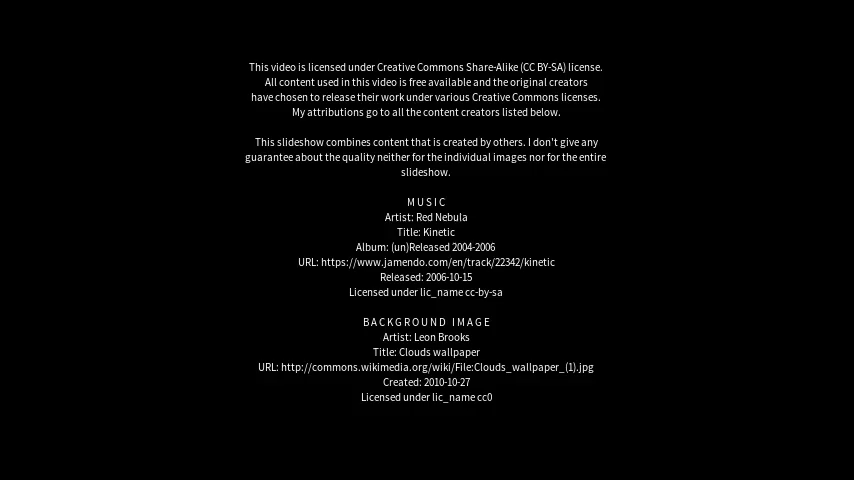 This video is licensed under Creative Commons Share-Alike (CC BY-SA) license.
All content used in this video is free available and the original creators
have chosen to release their work under various Creative Commons licenses.
My attributions go to all the content creators listed below.
This slideshow combines content that is created by others. I don't give any
guarantee about the quality neither for the individual images nor for the entire
slideshow.
M U S I C
Artist: Red Nebula
Title: Kinetic
Album: (un)Released 2004-2006
URL: https://www.jamendo.com/en/track/22342/kinetic
Released: 2006-10-15
Licensed under lic_name cc-by-sa
B A C K G R O U N D   I M A G E
Artist: Leon Brooks
Title: Clouds wallpaper
URL: http://commons.wikimedia.org/wiki/File:Clouds_wallpaper_(1).jpg
Created: 2010-10-27
Licensed under lic_name cc0